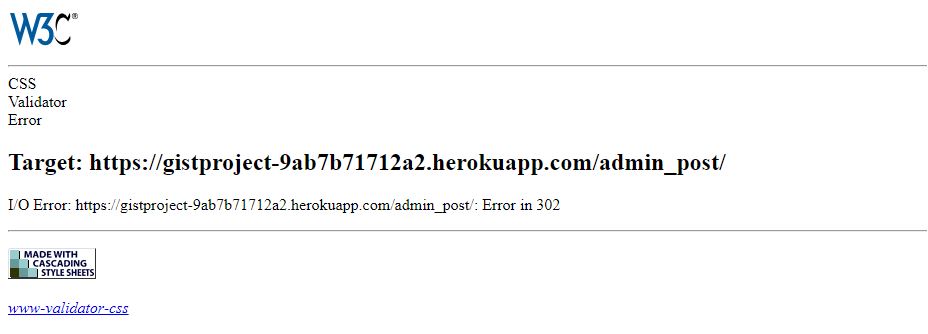 W3C®
CSS
Validator
Error
Target: https://gistproject-9ab7b71712a2.herokuapp.com/admin_post/
I/O Error: https://gistproject-9ab7b71712a2.herokuapp.com/admin_post/: Error in 302
MADE WITH
CASCADING
STYLE SHEETS
www-validator-css